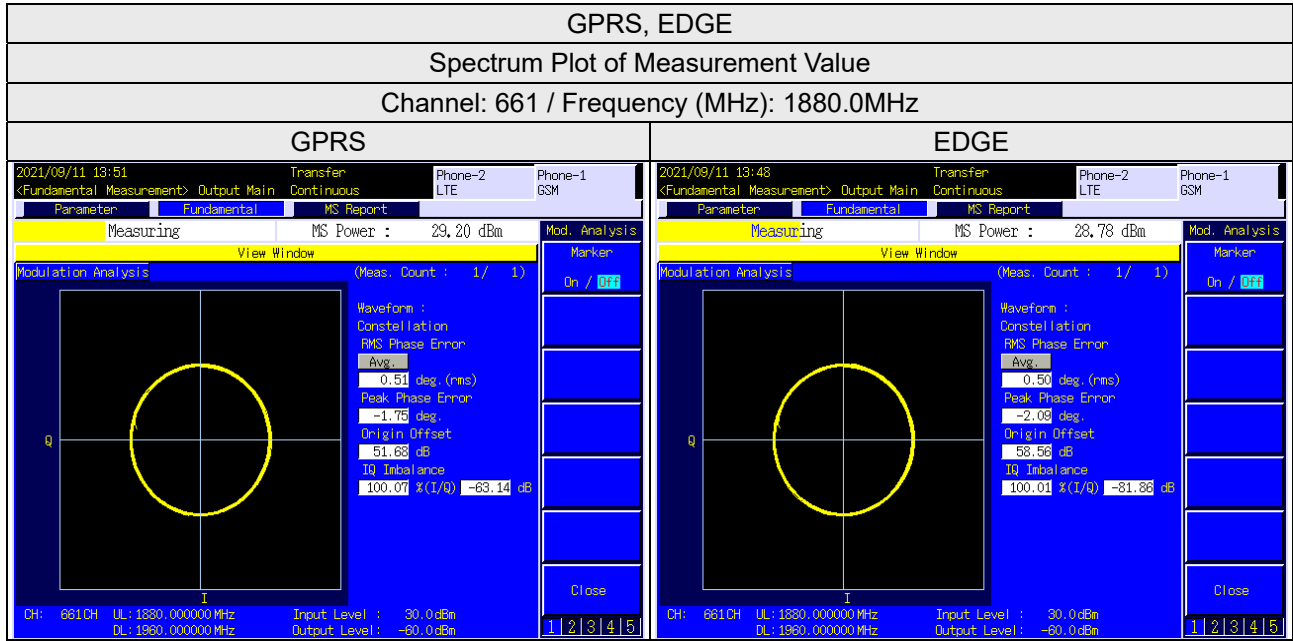 GPRS, EDGE
Spectrum Plot of Measurement Value
Channel: 661 / Frequency (MHz): 1880.0MHz
GPRS
2021/09/11 13:51 Transfer Phone-2 Phone-1
<Fundamental Measurement> Output Main Continuous LTE GSM
Parameter Fundamental MS Report
Measuring MS Power : 29.20 dBm Mod. Analysis
View Window Marker
Modulation Analysis (Meas. Count : 1/ 1) On / Off
Waveform :
Constellation
RMS Phase Error
Avg.
0.51 deg.(rms)
Peak Phase Error
-1.75 deg.
Origin Offset
Q 51.68 dB
IQ Imbalance
100.07 %(I/Q) -63.14 dB
I Close
CH: 661CH UL:1880.000000MHz Input Level : 30.0dBm
DL:1960.000000MHz Output Level: -60.0dBm 1 2 3 4 5
EDGE
2021/09/11 13:48 Transfer Phone-2 Phone-1
<Fundamental Measurement> Output Main Continuous LTE GSM
Parameter Fundamental MS Report
Measuring MS Power : 28.78 dBm Mod. Analysis
View Window Marker
Modulation Analysis (Meas. Count : 1/ 1) On / Off
Waveform :
Constellation
RMS Phase Error
Avg.
0.50 deg.(rms)
Peak Phase Error
-2.09 deg.
Origin Offset
Q 58.56 dB
IQ Imbalance
100.01 %(I/Q) -81.86 dB
I Close
CH: 661CH UL:1880.000000MHz Input Level : 30.0dBm
DL:1960.000000MHz Output Level: -60.0dBm 1 2 3 4 5